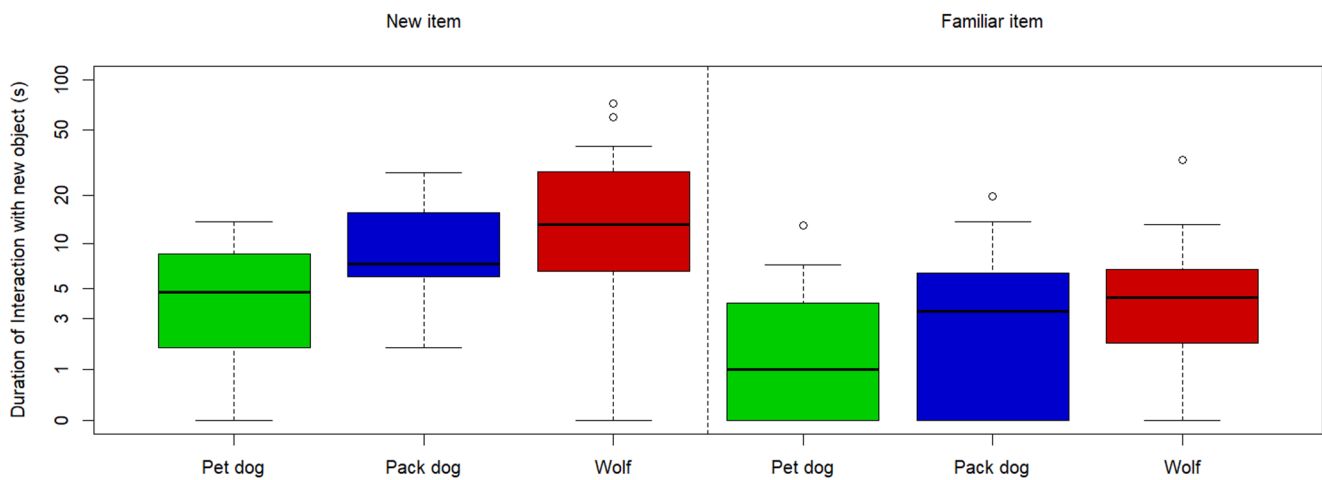 New item
Familiar item
Duration of Interaction with new object (s)
100
50
20
10
5
3
1
0
Pet dog
Pack dog
Wolf
Pet dog
Pack dog
Wolf